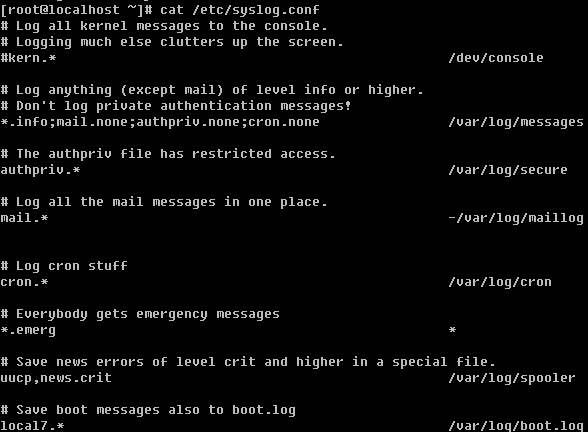 [root@localhost ~]# cat /etc/syslog.conf
# Log all kernel messages to the console.
# Logging much else clutters up the screen.
#kern.* /dev/console
# Log anything (except mail) of level info or higher.
# Don't log private authentication messages!
*.info;mail.none;authpriv.none;cron.none /var/log/messages
# The authpriv file has restricted access.
authpriv.* /var/log/secure
# Log all the mail messages in one place.
mail.* -/var/log/maillog
# Log cron stuff
cron.* /var/log/cron
# Everybody gets emergency messages
*.emerg *
# Save news errors of level crit and higher in a special file.
uucp,news.crit /var/log/spooler
# Save boot messages also to boot.log
local7.* /var/log/boot.log